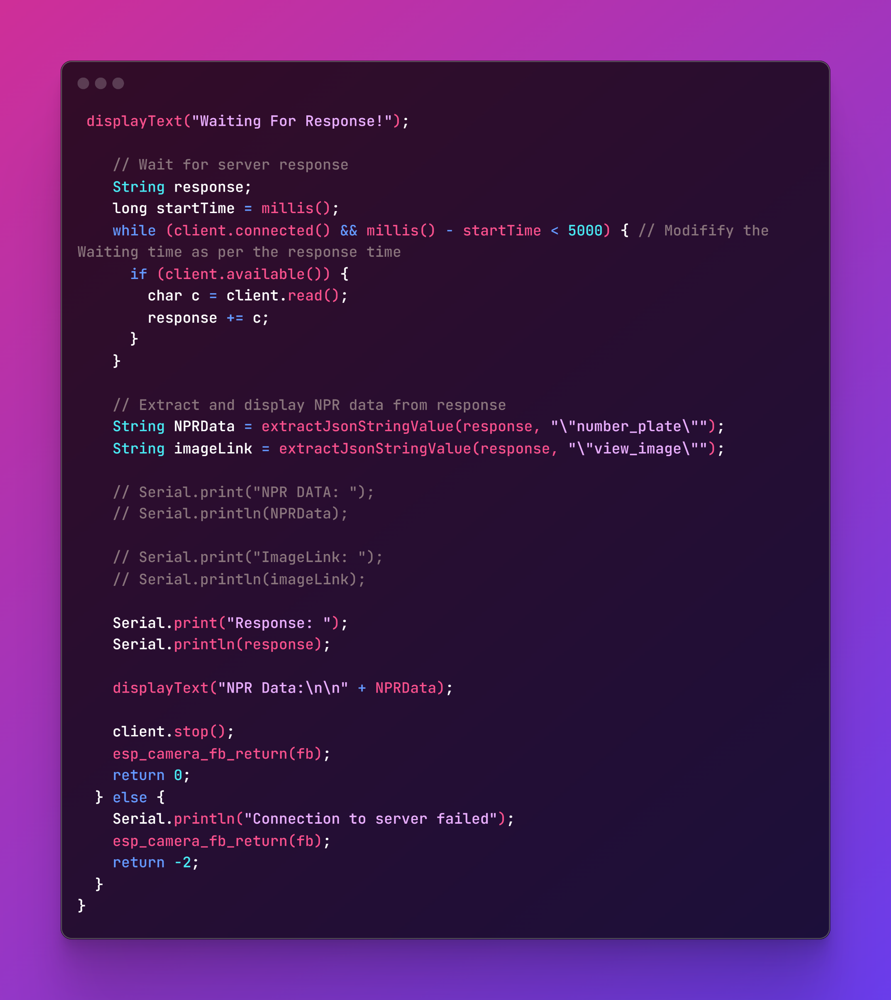 displayText("Waiting For Response!");
// Wait for server response
String response;
long startTime = millis();
while (client.connected() && millis() - startTime < 5000) { // Modifify the
Waiting time as per the response time
if (client.available()) {
char c = client.read();
response += c;
}
}
// Extract and display NPR data from response
String NPRData = extractJsonStringValue(response, "\"number_plate\"");
String imageLink = extractJsonStringValue(response, "\"view_image\"");
// Serial.print("NPR DATA: ");
// Serial.println(NPRData);
// Serial.print("ImageLink: ");
// Serial.println(imageLink);
Serial.print("Response: ");
Serial.println(response);
displayText("NPR Data:\n\n" + NPRData);
client.stop();
esp_camera_fb_return(fb);
return 0;
} else {
Serial.println("Connection to server failed");
esp_camera_fb_return(fb);
return -2;
}
}